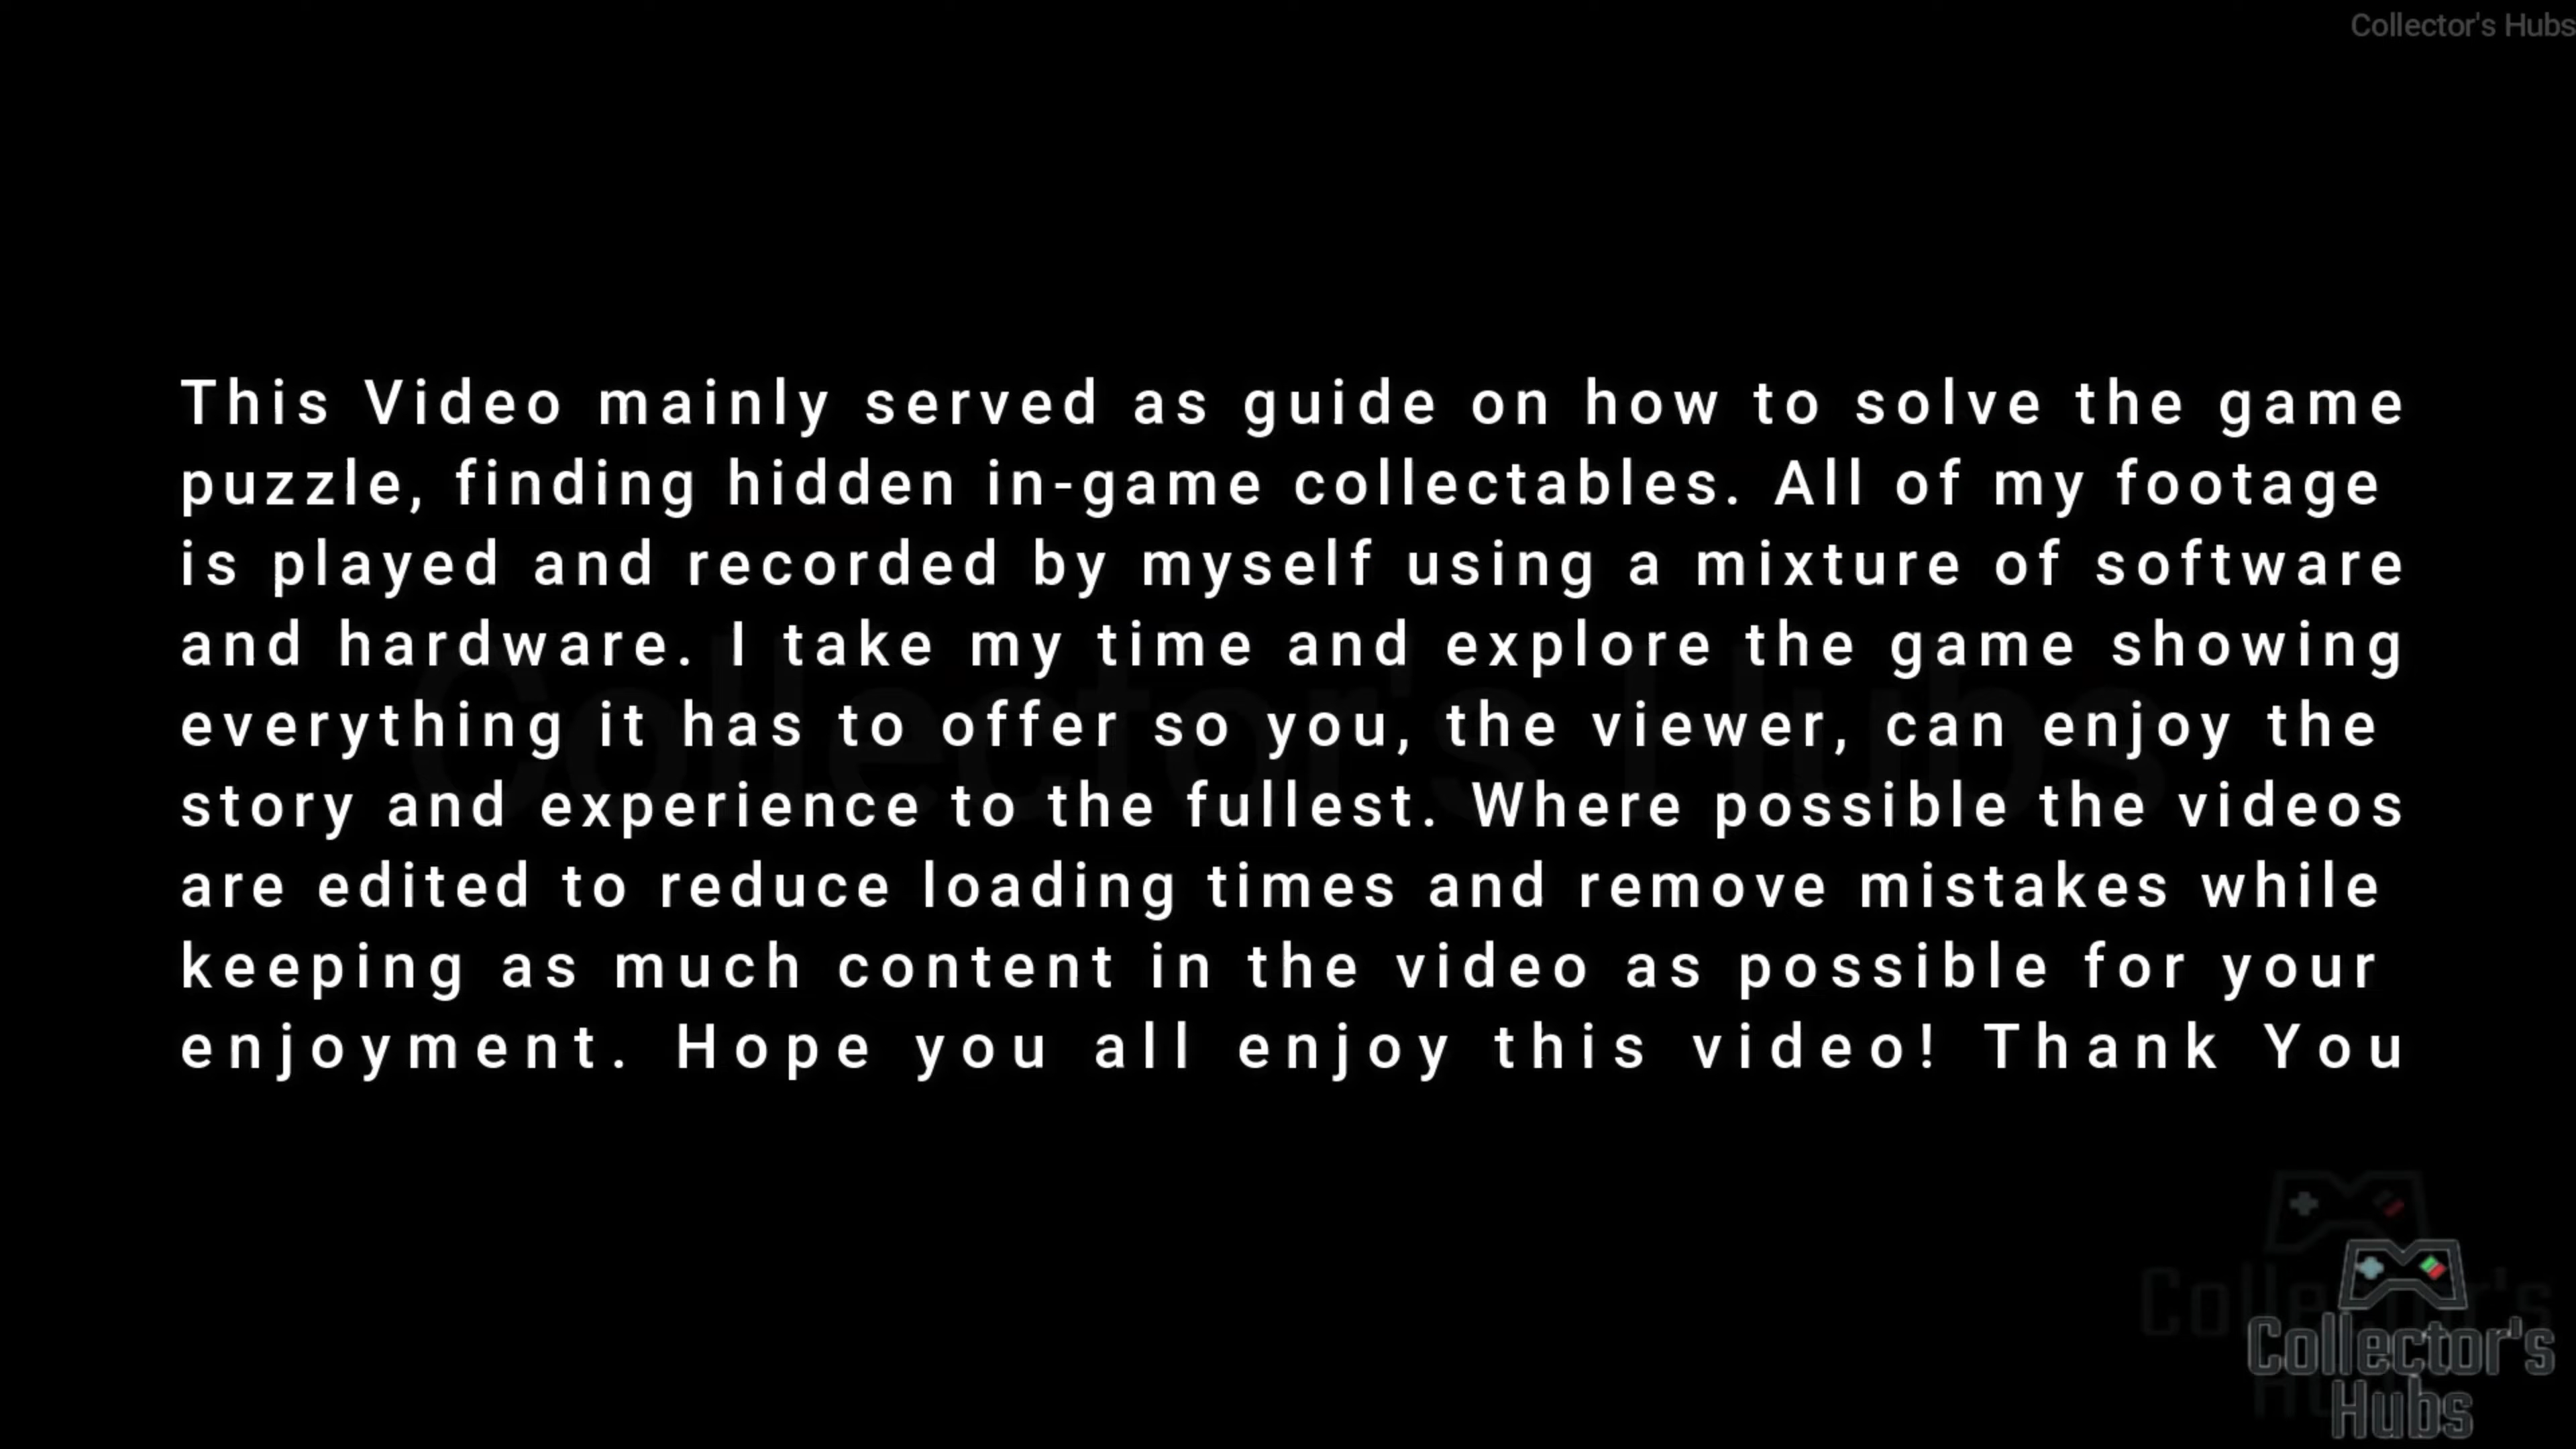 Collector's Hubs
This Video mainly served as guide on how to solve the game
puzzle, finding hidden in-game collectables. All of my footage
is played and recorded by myself using a mixture of software
and hardware. I take my time and explore the game showing
everything it has to offer so you, the viewer, can enjoy the
story and experience to the fullest. Where possible the videos
are edited to reduce loading times and remove mistakes while
keeping as much content in the video as possible for your
enjoyment. Hope you all enjoy this video! Thank You
Collector's Hubs
Collector's
Hubs
Collector's
Hubs